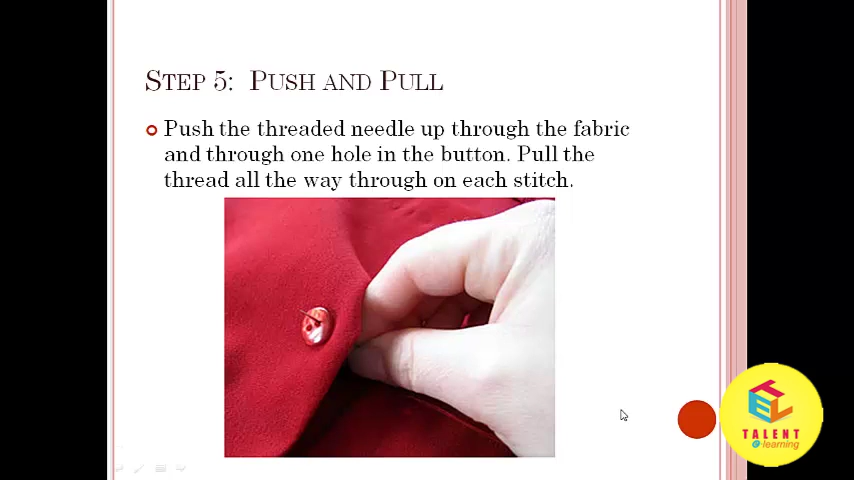 STEP 5: PUSH AND PULL
Push the threaded needle up through the fabric
and through one hole in the button. Pull the
thread all the way through on each stitch.
TEL
TALENT
e-learning